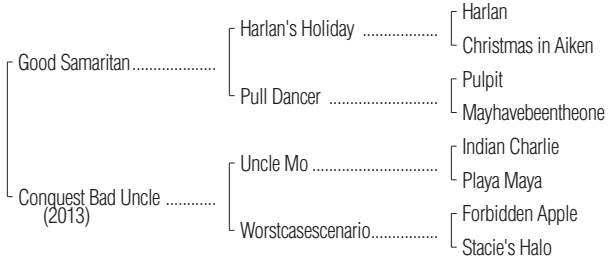 Harlan
Harlan's Holiday ..................
Christmas in Aiken
Good Samaritan....................
Pulpit
Pull Dancer ..........................
Mayhavebeentheone
Indian Charlie
Uncle Mo ..............................
Playa Maya
Conquest Bad Uncle ............
(2013)
Forbidden Apple
Worstcasescenario................
Stacie's Halo